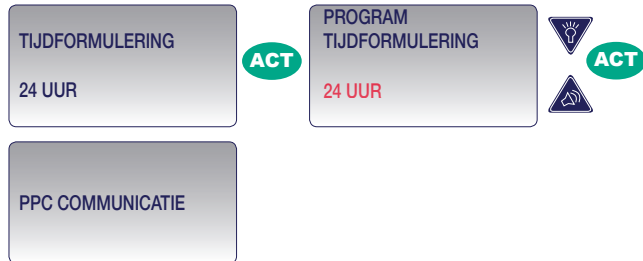 TIJDFORMULERING
24 UUR
ACT
PROGRAM
TIJDFORMULERING
24 UUR
ACT
PPC COMMUNICATIE